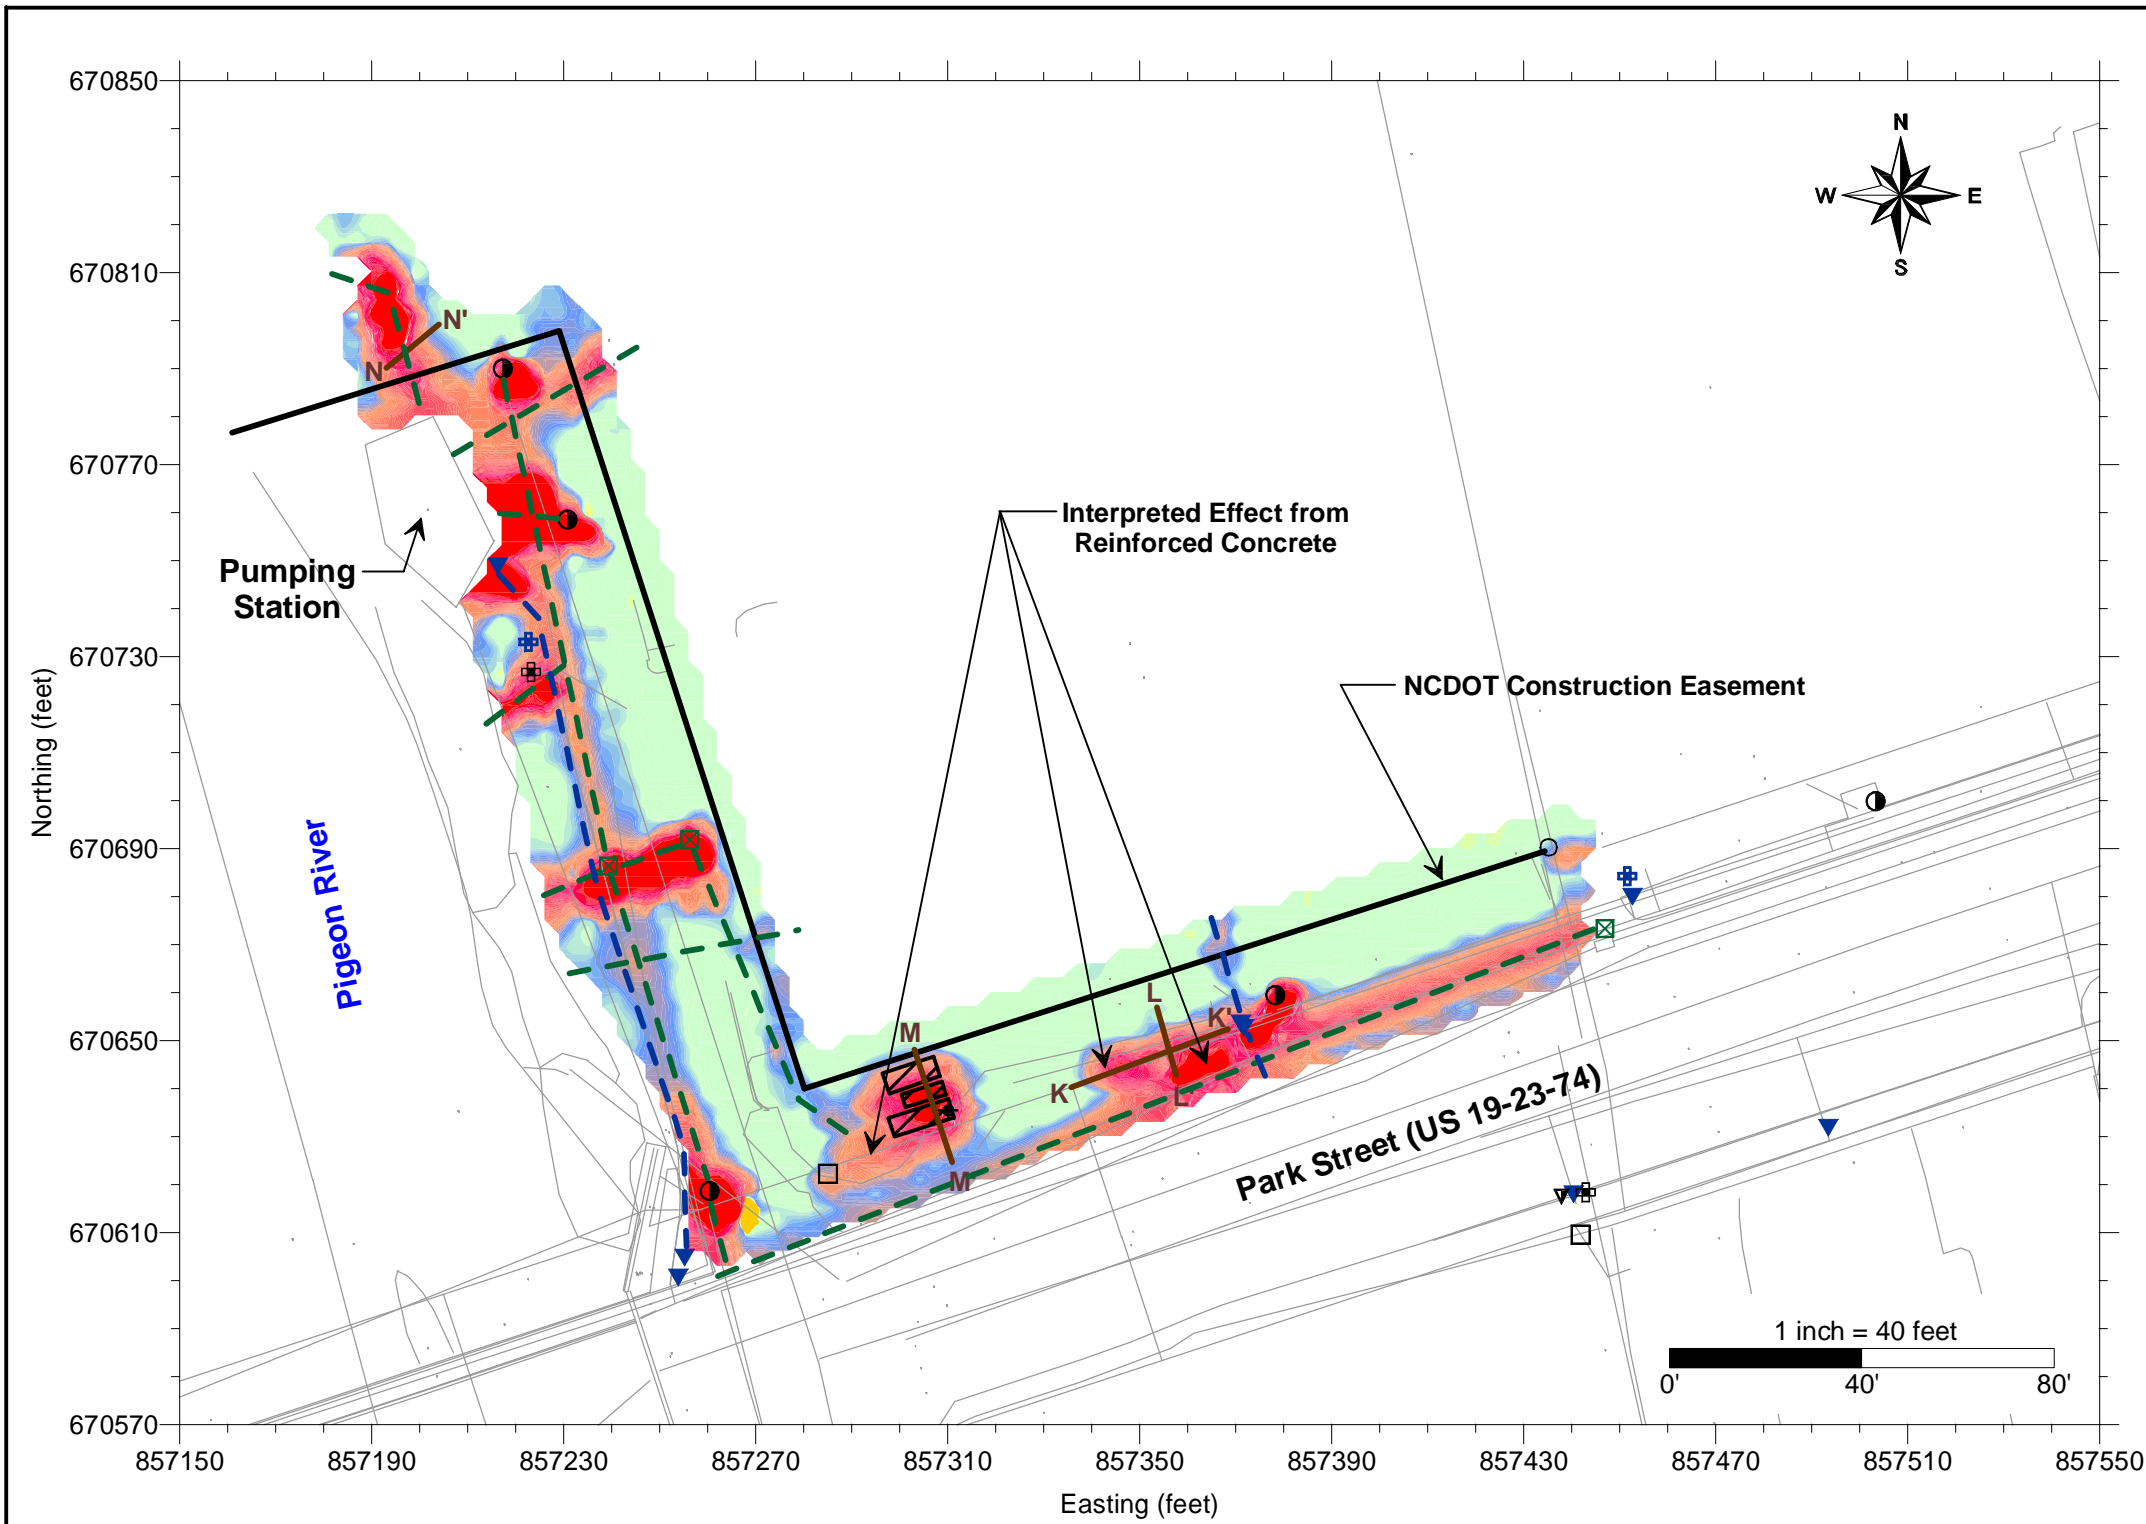 670850
670810
670770
670730
670690
670650
670610
670570
Northing (feet)
857150
857190
857230
857270
857310
857350
857390
857430
857470
857510
857550
Easting (feet)
N
W
E
S
N'
N
Pumping
Station
Interpreted Effect from
Reinforced Concrete
NCDOT Construction Easement
Pigeon River
L
K'
M
K
L'
M
Park Street (US 19-23-74)
1 inch = 40 feet
0'
40'
80'